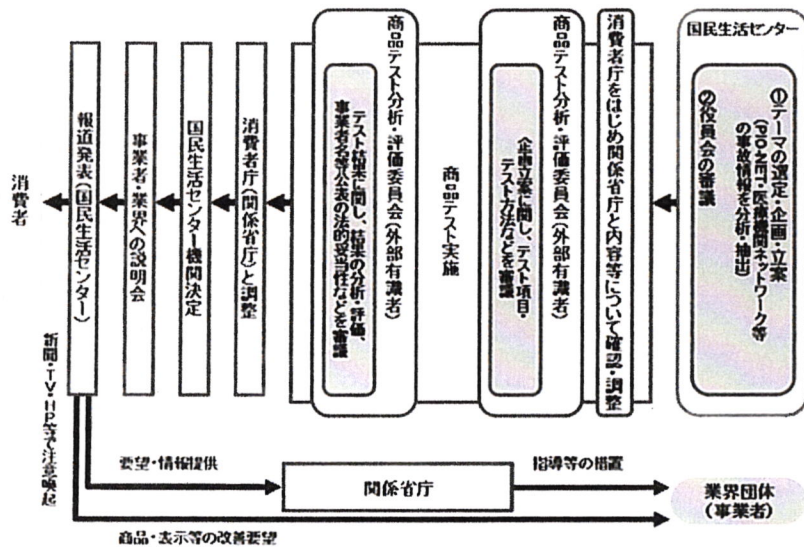 国民生活センター
①テーマの選定・企画・立案
(PIO-NET・医療機関ネットワーク等
の事故情報を分析・抽出)
②役員会の審議
消費者庁をはじめ関係省庁と内容等について確認・調整
商品テスト分析・評価委員会(外部有識者)
企画立案に関し、テスト項目・
テスト方法などを審議
商品テスト実施
商品テスト分析・評価委員会(外部有識者)
テスト結果に関し、結果の分析・評価、
事業者名等公表の法的妥当性などを審議
消費者庁(関係省庁)と調整
国民生活センター機関決定
事業者・業界への説明会
報道発表(国民生活センター)
消費者
新聞・TV・HP等で注意喚起
要望・情報提供
関係省庁
指導等の措置
業界団体
(事業者)
商品・表示等の改善要望